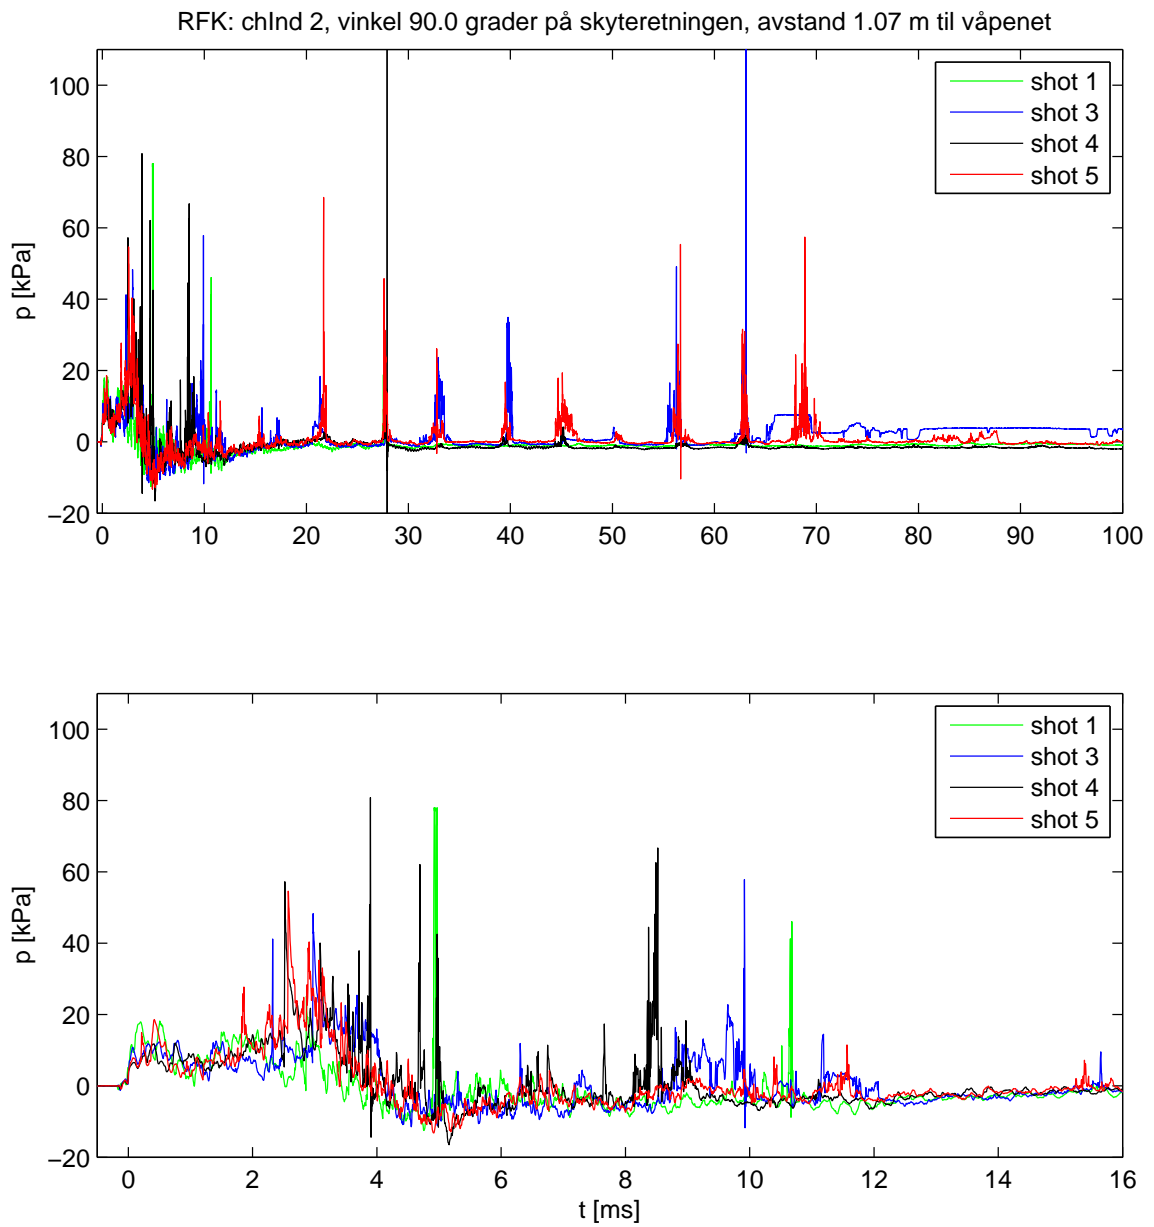 RFK: chInd 2, vinkel 90.0 grader på skyteretningen, avstand 1.07 m til våpenet
p [kPa]
100
80
60
40
20
0
−20
shot 1
shot 3
shot 4
shot 5
0 10 20 30 40 50 60 70 80 90 100
p [kPa]
100
80
60
40
20
0
−20
shot 1
shot 3
shot 4
shot 5
0 2 4 6 8 10 12 14 16
t [ms]